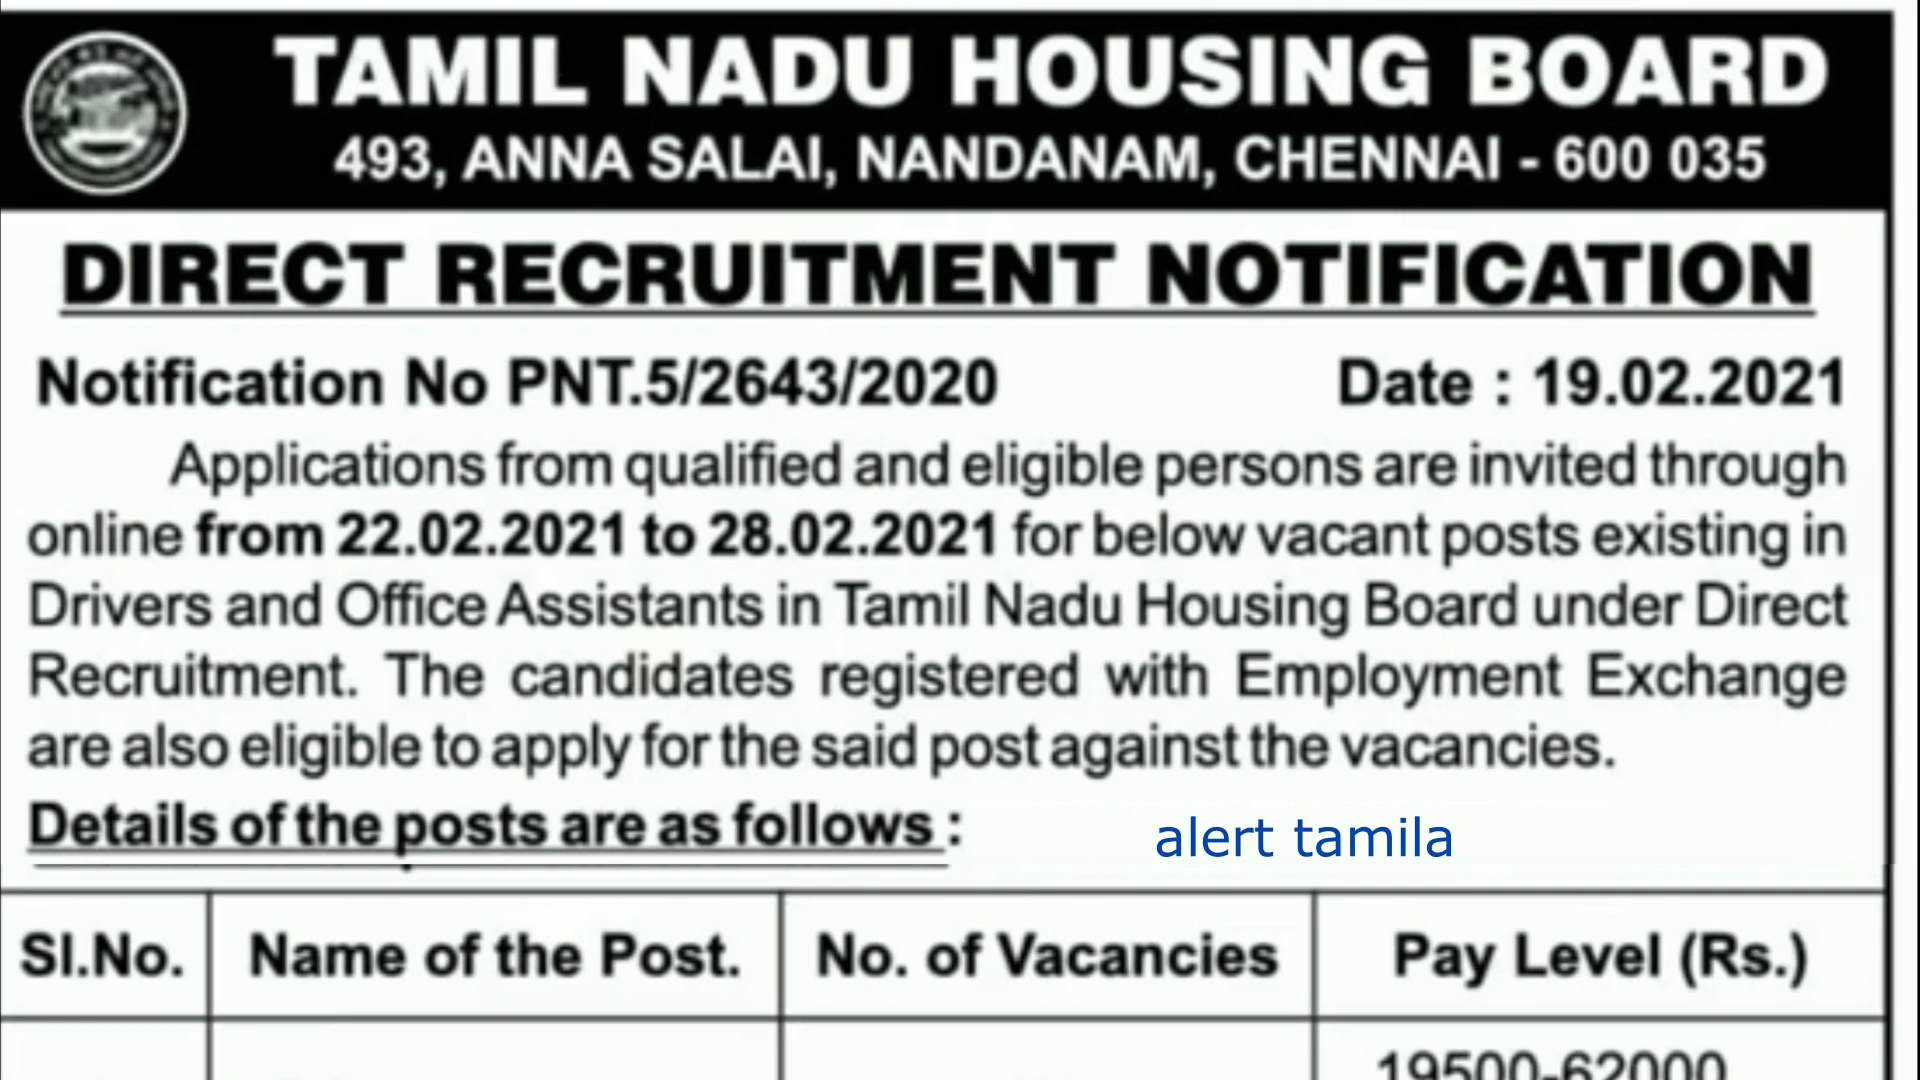 TAMIL NADU HOUSING BOARD
493, ANNA SALAI, NANDANAM, CHENNAI - 600 035
DIRECT RECRUITMENT NOTIFICATION
Notification No PNT.5/2643/2020 Date : 19.02.2021
Applications from qualified and eligible persons are invited through
online from 22.02.2021 to 28.02.2021 for below vacant posts existing in
Drivers and Office Assistants in Tamil Nadu Housing Board under Direct
Recruitment. The candidates registered with Employment Exchange
are also eligible to apply for the said post against the vacancies.
Details of the posts are as follows :
alert tamila
Sl.No. Name of the Post. No. of Vacancies Pay Level (Rs.)
19500-62000